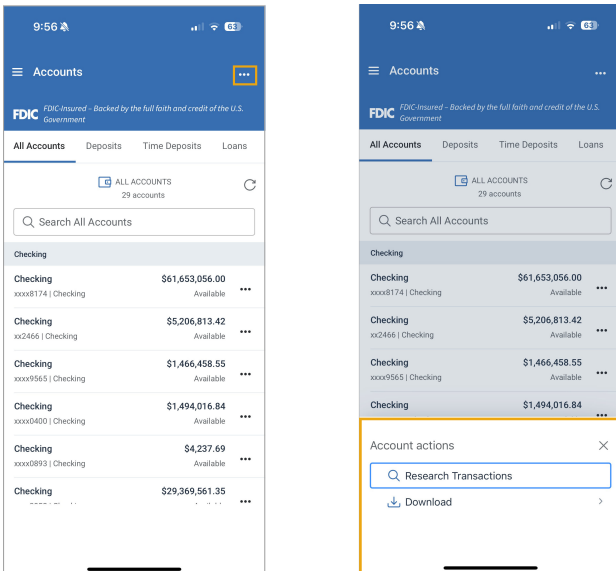 9:56
63
Accounts
FDIC FDIC-Insured – Backed by the full faith and credit of the U.S.
Government
All Accounts Deposits Time Deposits Loans
ALL ACCOUNTS
29 accounts
Search All Accounts
Checking
Checking $61,653,056.00
xxxx8174 | Checking Available
Checking $5,206,813.42
xx2466 | Checking Available
Checking $1,466,458.55
xxxx9565 | Checking Available
Checking $1,494,016.84
xxxx0400 | Checking Available
Checking $4,237.69
xxxx0893 | Checking Available
Checking $29,369,561.35
9:56
63
Accounts
FDIC FDIC-Insured – Backed by the full faith and credit of the U.S.
Government
All Accounts Deposits Time Deposits Loans
ALL ACCOUNTS
29 accounts
Search All Accounts
Checking
Checking $61,653,056.00
xxxx8174 | Checking Available
Checking $5,206,813.42
xx2466 | Checking Available
Checking $1,466,458.55
xxxx9565 | Checking Available
Checking $1,494,016.84
Account actions
Research Transactions
Download